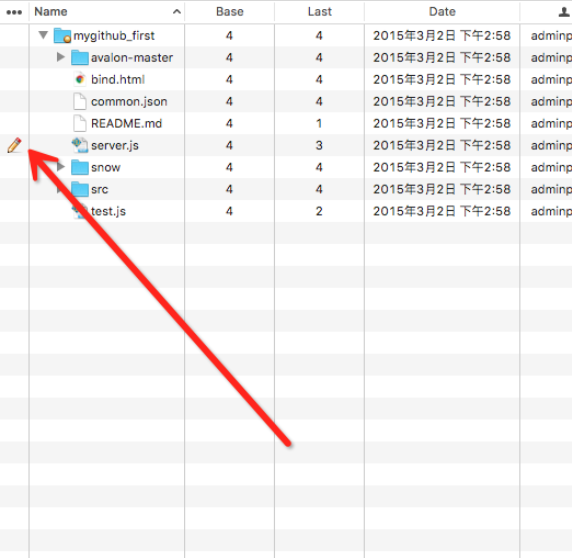 ••• Name Base Last Date
mygithub_first 4 4 2015年3月2日 下午2:58 adminp
avalon-master 4 4 2015年3月2日 下午2:58 adminp
bind.html 4 4 2015年3月2日 下午2:58 adminp
common.json 4 4 2015年3月2日 下午2:58 adminp
README.md 4 1 2015年3月2日 下午2:58 adminp
server.js 4 3 2015年3月2日 下午2:58 adminp
snow 4 4 2015年3月2日 下午2:58 adminp
src 4 4 2015年3月2日 下午2:58 adminp
test.js 4 2 2015年3月2日 下午2:58 adminp